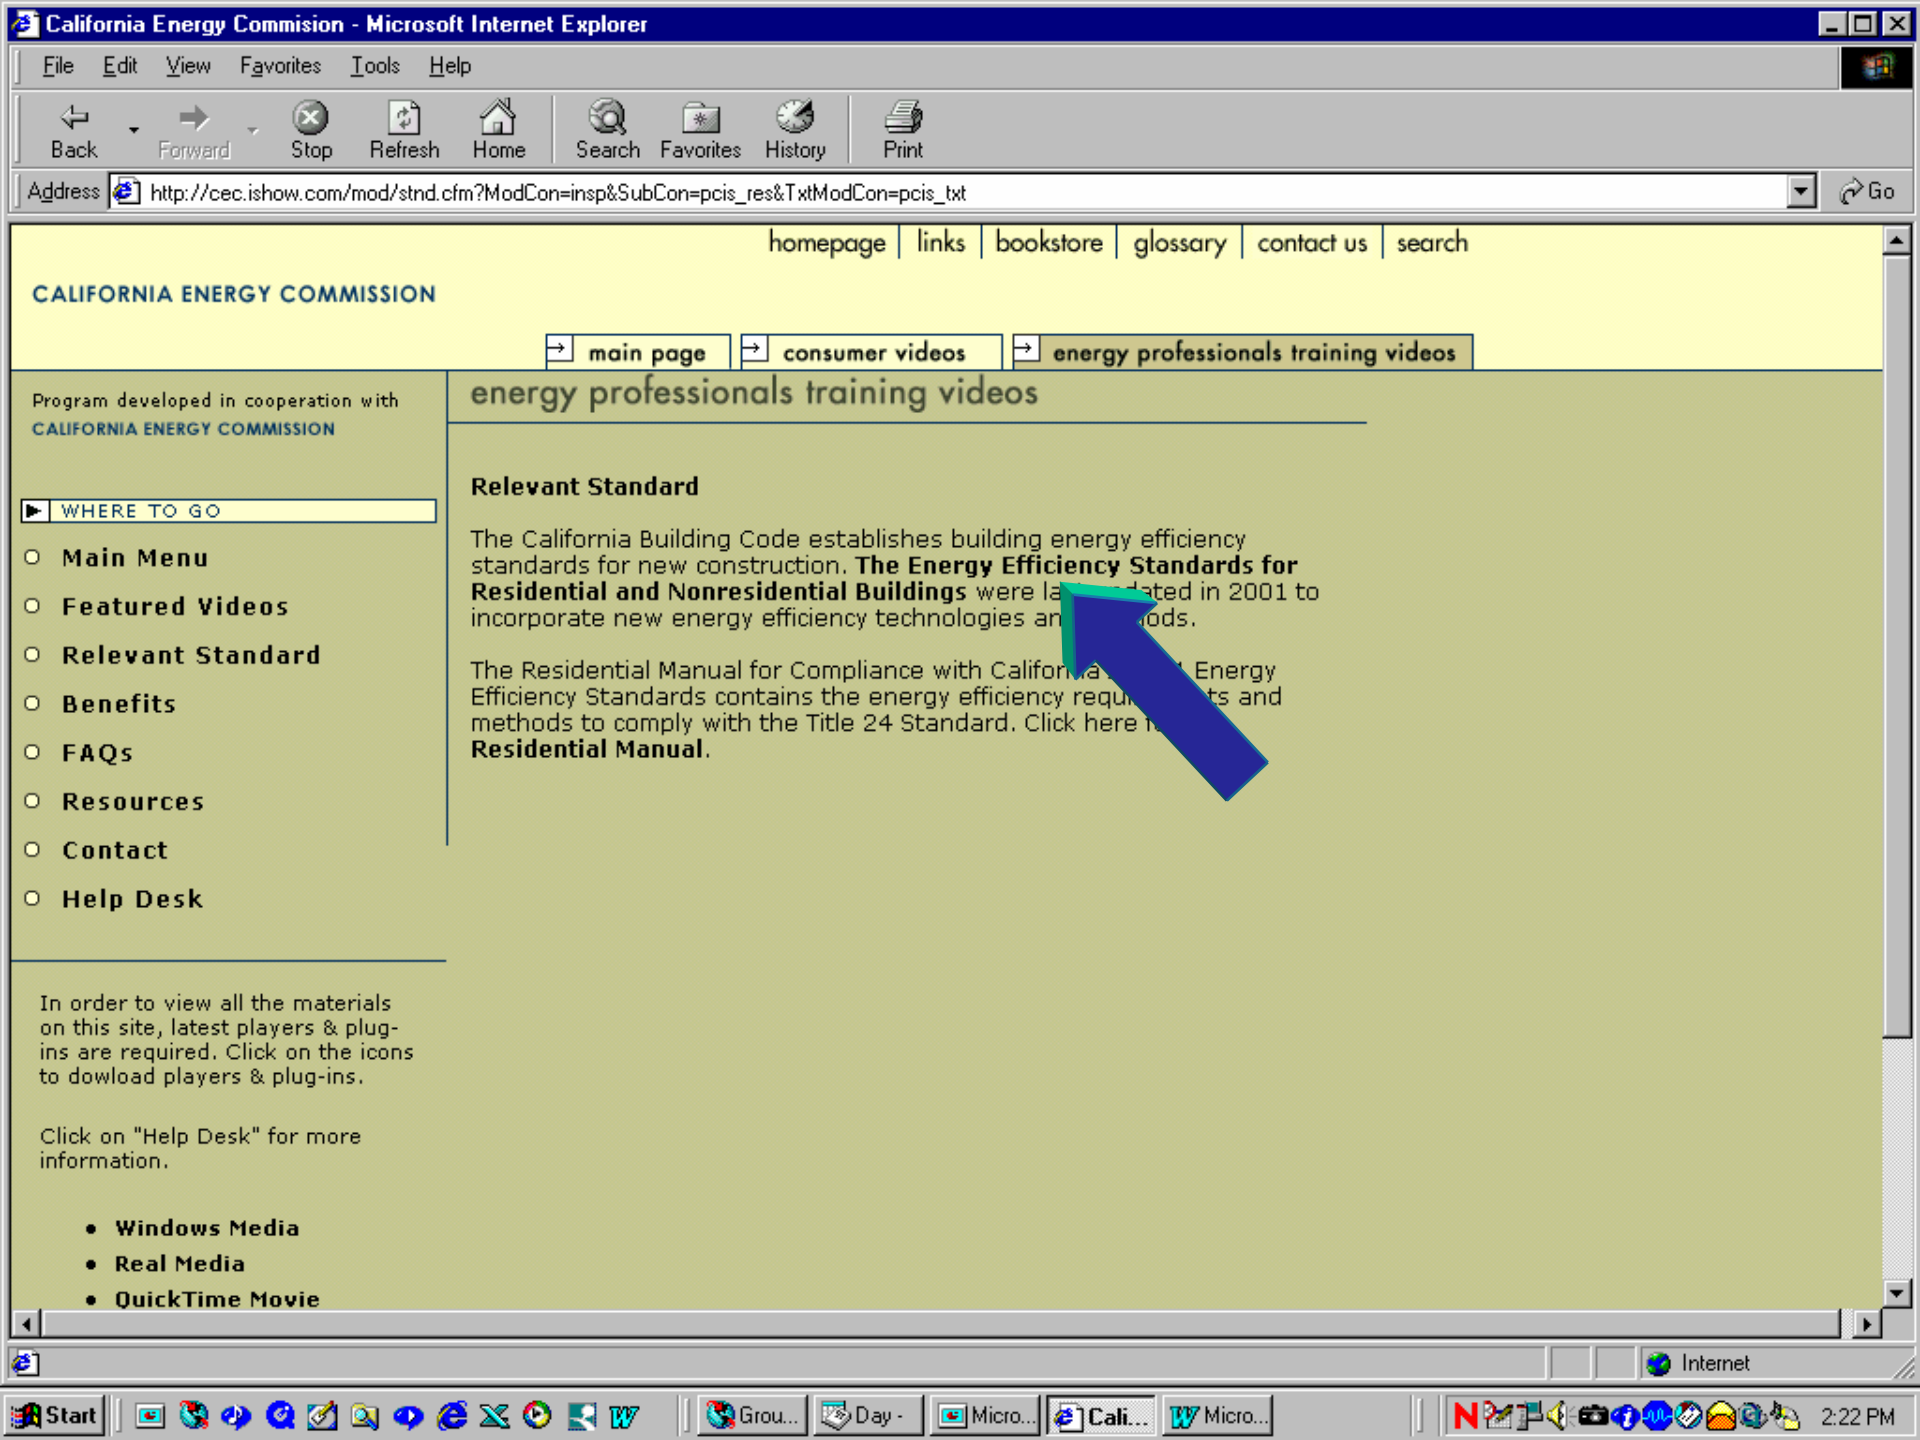 California Energy Commision - Microsoft Internet Explorer
File Edit View Favorites Tools Help
Back Forward Stop Refresh Home Search Favorites History Print
Address http://cec.ishow.com/mod/stnd.cfm?ModCon=insp&SubCon=pcis_res&TxtModCon=pcis_txt Go
homepage links bookstore glossary contact us search
CALIFORNIA ENERGY COMMISSION
main page consumer videos energy professionals training videos
Program developed in cooperation with
CALIFORNIA ENERGY COMMISSION
WHERE TO GO
Main Menu
Featured Videos
Relevant Standard
Benefits
FAQs
Resources
Contact
Help Desk
In order to view all the materials
on this site, latest players & plug-
ins are required. Click on the icons
to dowload players & plug-ins.
Click on "Help Desk" for more
information.
Windows Media
Real Media
QuickTime Movie
energy professionals training videos
Relevant Standard
The California Building Code establishes building energy efficiency
standards for new construction. The Energy Efficiency Standards for
Residential and Nonresidential Buildings were in 2001 to
incorporate new energy efficiency technologies
The Residential Manual for Compliance with Energy
Efficiency Standards contains the energy efficiency and
methods to comply with the Title 24 Standard. Click here
Residential Manual.
Internet
Start Grou... Day - Micro... Cali... Micro... 2:22 PM